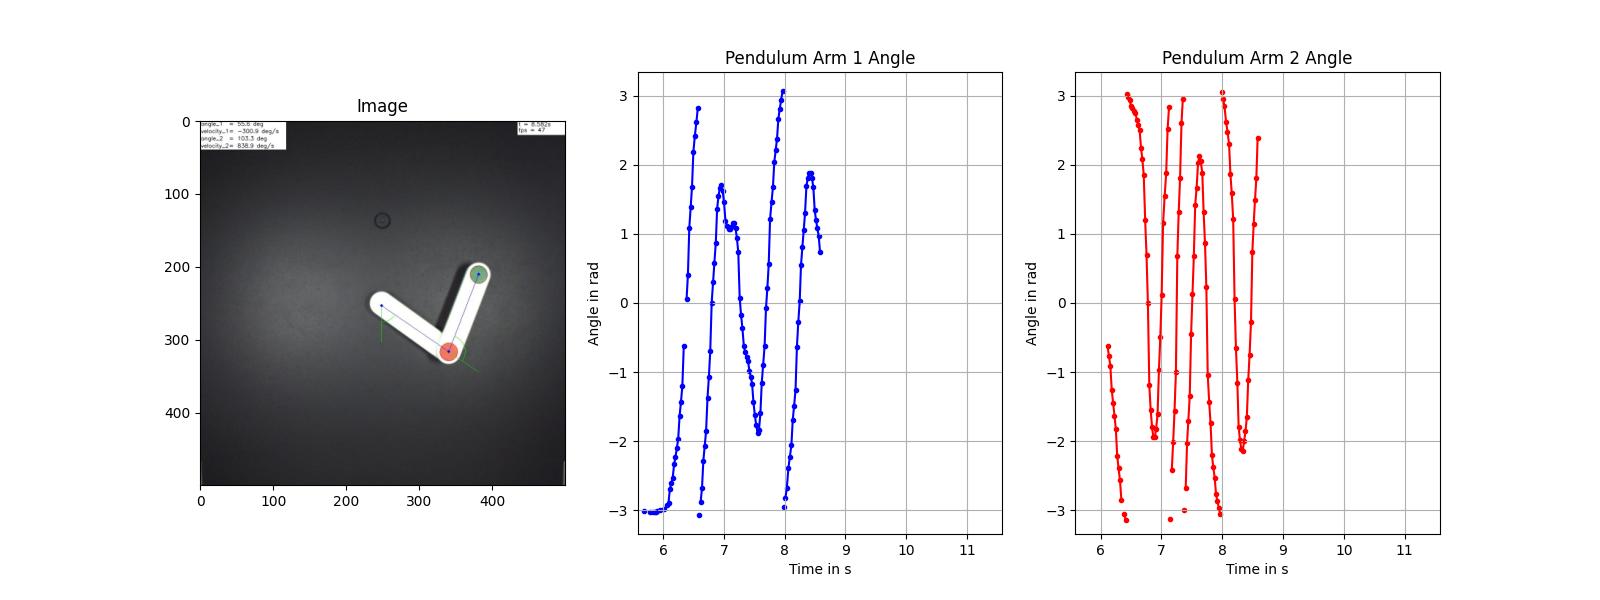 Image
angle_1 = 55.6 deg
velocity_1= -300.9 deg/s
angle_2 = 103.3 deg
velocity_2= 838.9 deg/s
t = 8.582s
fps = 47
0
100
200
300
400
0 100 200 300 400
Pendulum Arm 1 Angle
Angle in rad
3
2
1
0
−1
−2
−3
6 7 8 9 10 11
Time in s
Pendulum Arm 2 Angle
Angle in rad
3
2
1
0
−1
−2
−3
6 7 8 9 10 11
Time in s